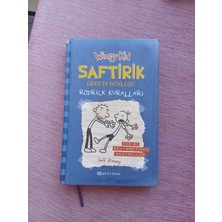 Wimpy Kid
SAFTİRİK
GREG'İN GÜNLÜĞÜ
RODRICK KURALLARI
Jeff Kinney